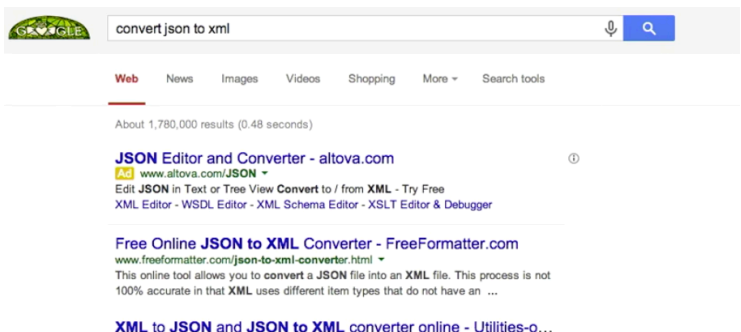 GOOGLE
convert json to xml
Web News Images Videos Shopping More Search tools
About 1,780,000 results (0.48 seconds)
JSON Editor and Converter - altova.com
Ad www.altova.com/JSON
Edit JSON in Text or Tree View Convert to / from XML - Try Free
XML Editor - WSDL Editor - XML Schema Editor - XSLT Editor & Debugger
Free Online JSON to XML Converter - FreeFormatter.com
www.freeformatter.com/json-to-xml-converter.html
This online tool allows you to convert a JSON file into an XML file. This process is not
100% accurate in that XML uses different item types that do not have an ...
XML to JSON and JSON to XML converter online - Utilities-o...